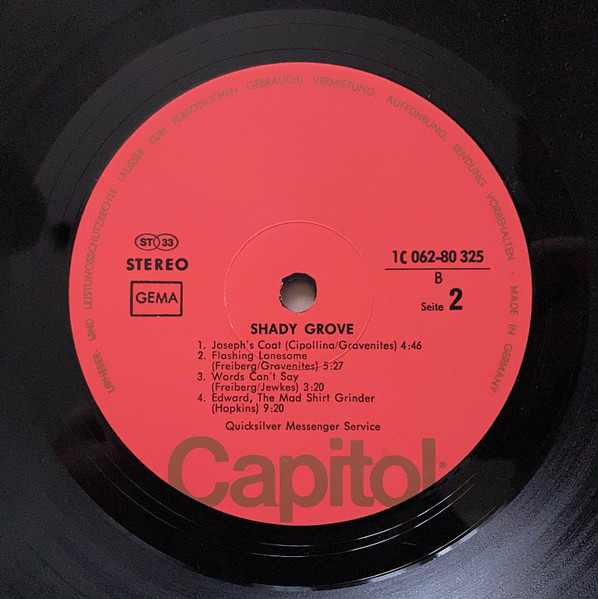 URHEBER- UND LEISTUNGSSCHUTZRECHTE (AUSSER ZUM PERSÖNLICHEN GEBRAUCH) VERMIETUNG, AUFFÜHRUNG, SENDUNG VORBEHALTEN · MADE IN GERMANY
ST 33
STEREO
GEMA
1C 062-80 325
B
Seite 2
SHADY GROVE
1. Joseph's Coat (Cipollina/Gravenites) 4:46
2. Flashing Lonesome
(Freiberg/Gravenites) 5:27
3. Words Can't Say
(Freiberg/Jewkes) 3:20
4. Edward, The Mad Shirt Grinder
(Hopkins) 9:20
Quicksilver Messenger Service
Capitol®